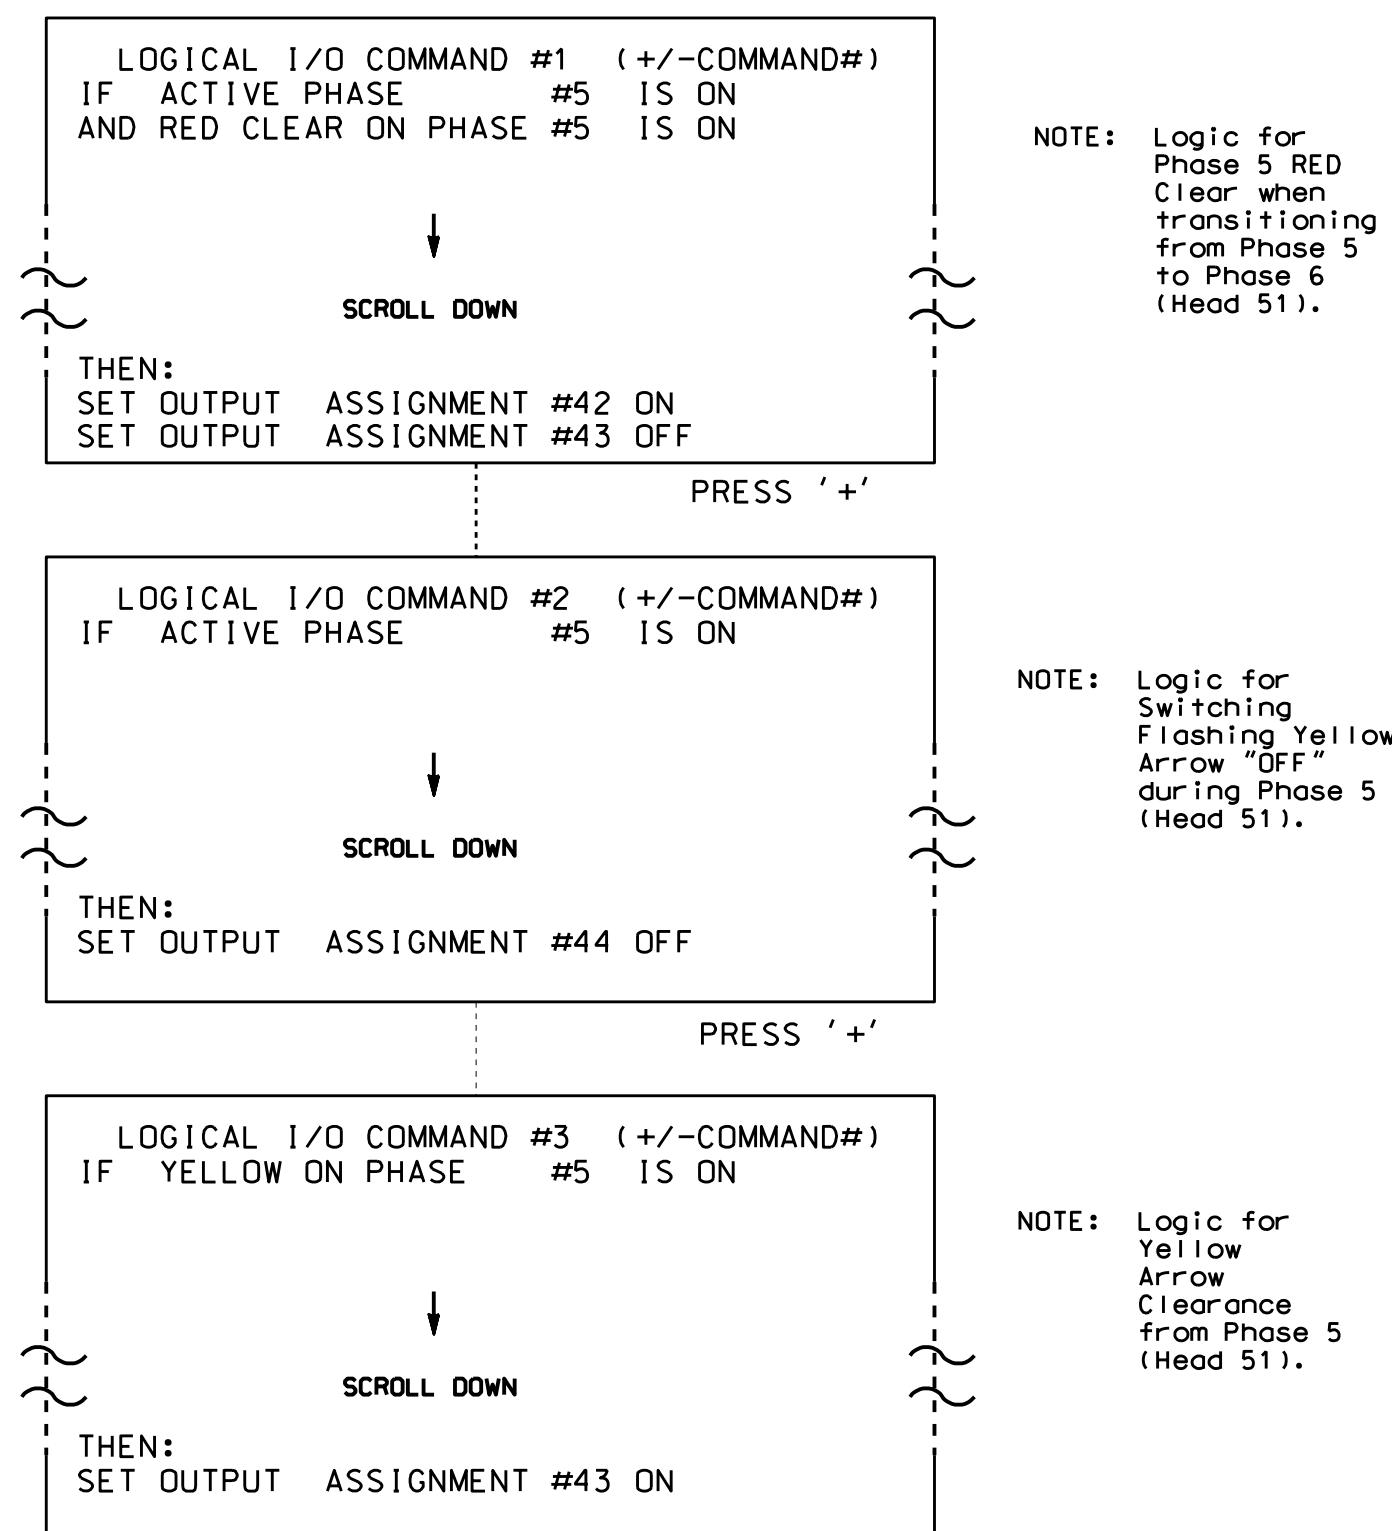 LOGICAL I/O COMMAND #1 (+/-COMMAND#)
IF ACTIVE PHASE #5 IS ON
AND RED CLEAR ON PHASE #5 IS ON
SCROLL DOWN
THEN:
SET OUTPUT ASSIGNMENT #42 ON
SET OUTPUT ASSIGNMENT #43 OFF
NOTE: Logic for
Phase 5 RED
Clear when
transitioning
from Phase 5
to Phase 6
(Head 51).
PRESS '+'
LOGICAL I/O COMMAND #2 (+/-COMMAND#)
IF ACTIVE PHASE #5 IS ON
SCROLL DOWN
THEN:
SET OUTPUT ASSIGNMENT #44 OFF
NOTE: Logic for
Switching
Flashing Yellow
Arrow "OFF"
during Phase 5
(Head 51).
PRESS '+'
LOGICAL I/O COMMAND #3 (+/-COMMAND#)
IF YELLOW ON PHASE #5 IS ON
SCROLL DOWN
THEN:
SET OUTPUT ASSIGNMENT #43 ON
NOTE: Logic for
Yellow
Arrow
Clearance
from Phase 5
(Head 51).